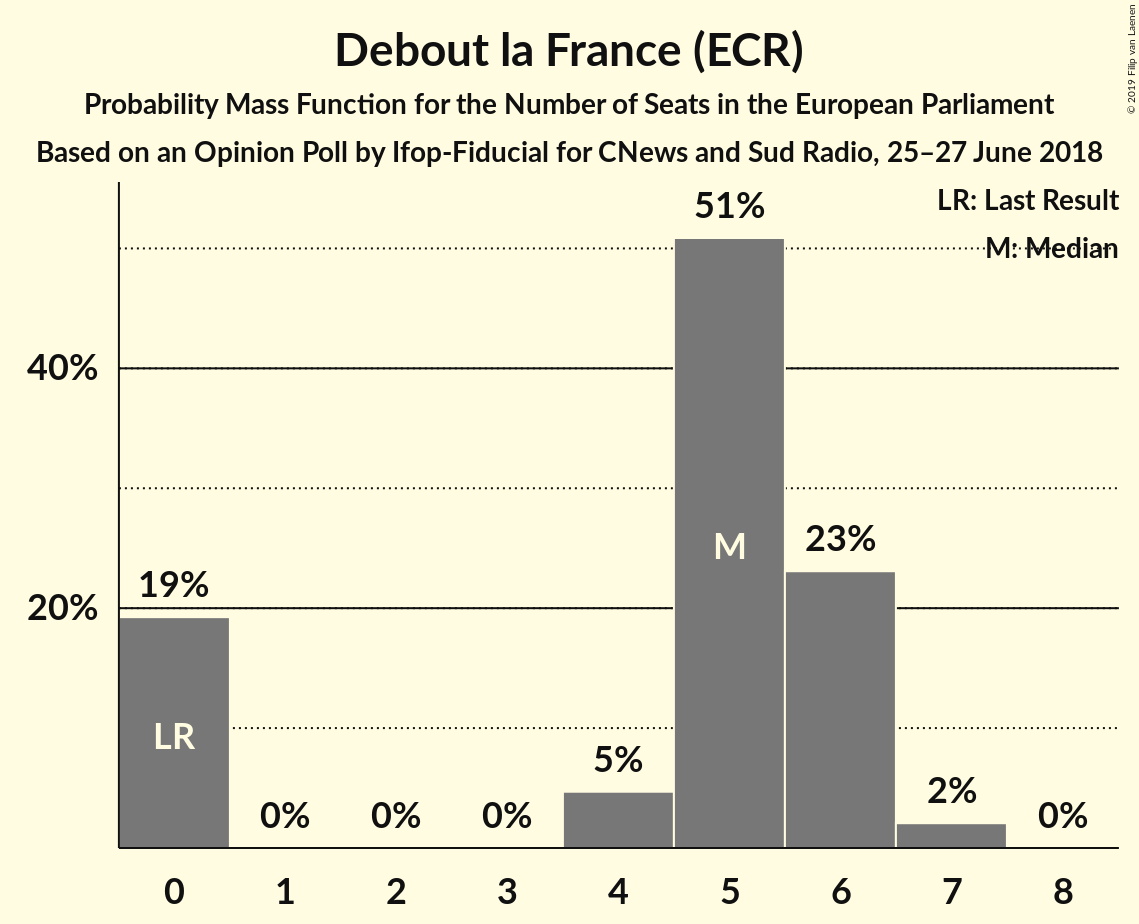 Debout la France (ECR)
Probability Mass Function for the Number of Seats in the European Parliament
Based on an Opinion Poll by Ifop-Fiducial for CNews and Sud Radio, 25–27 June 2018
© 2019 Filip van Laenen
LR: Last Result
M: Median
51%
40%
M
23%
19%
20%
LR
5%
2%
0%
0%
0%
0%
0
1
2
3
4
5
6
7
8